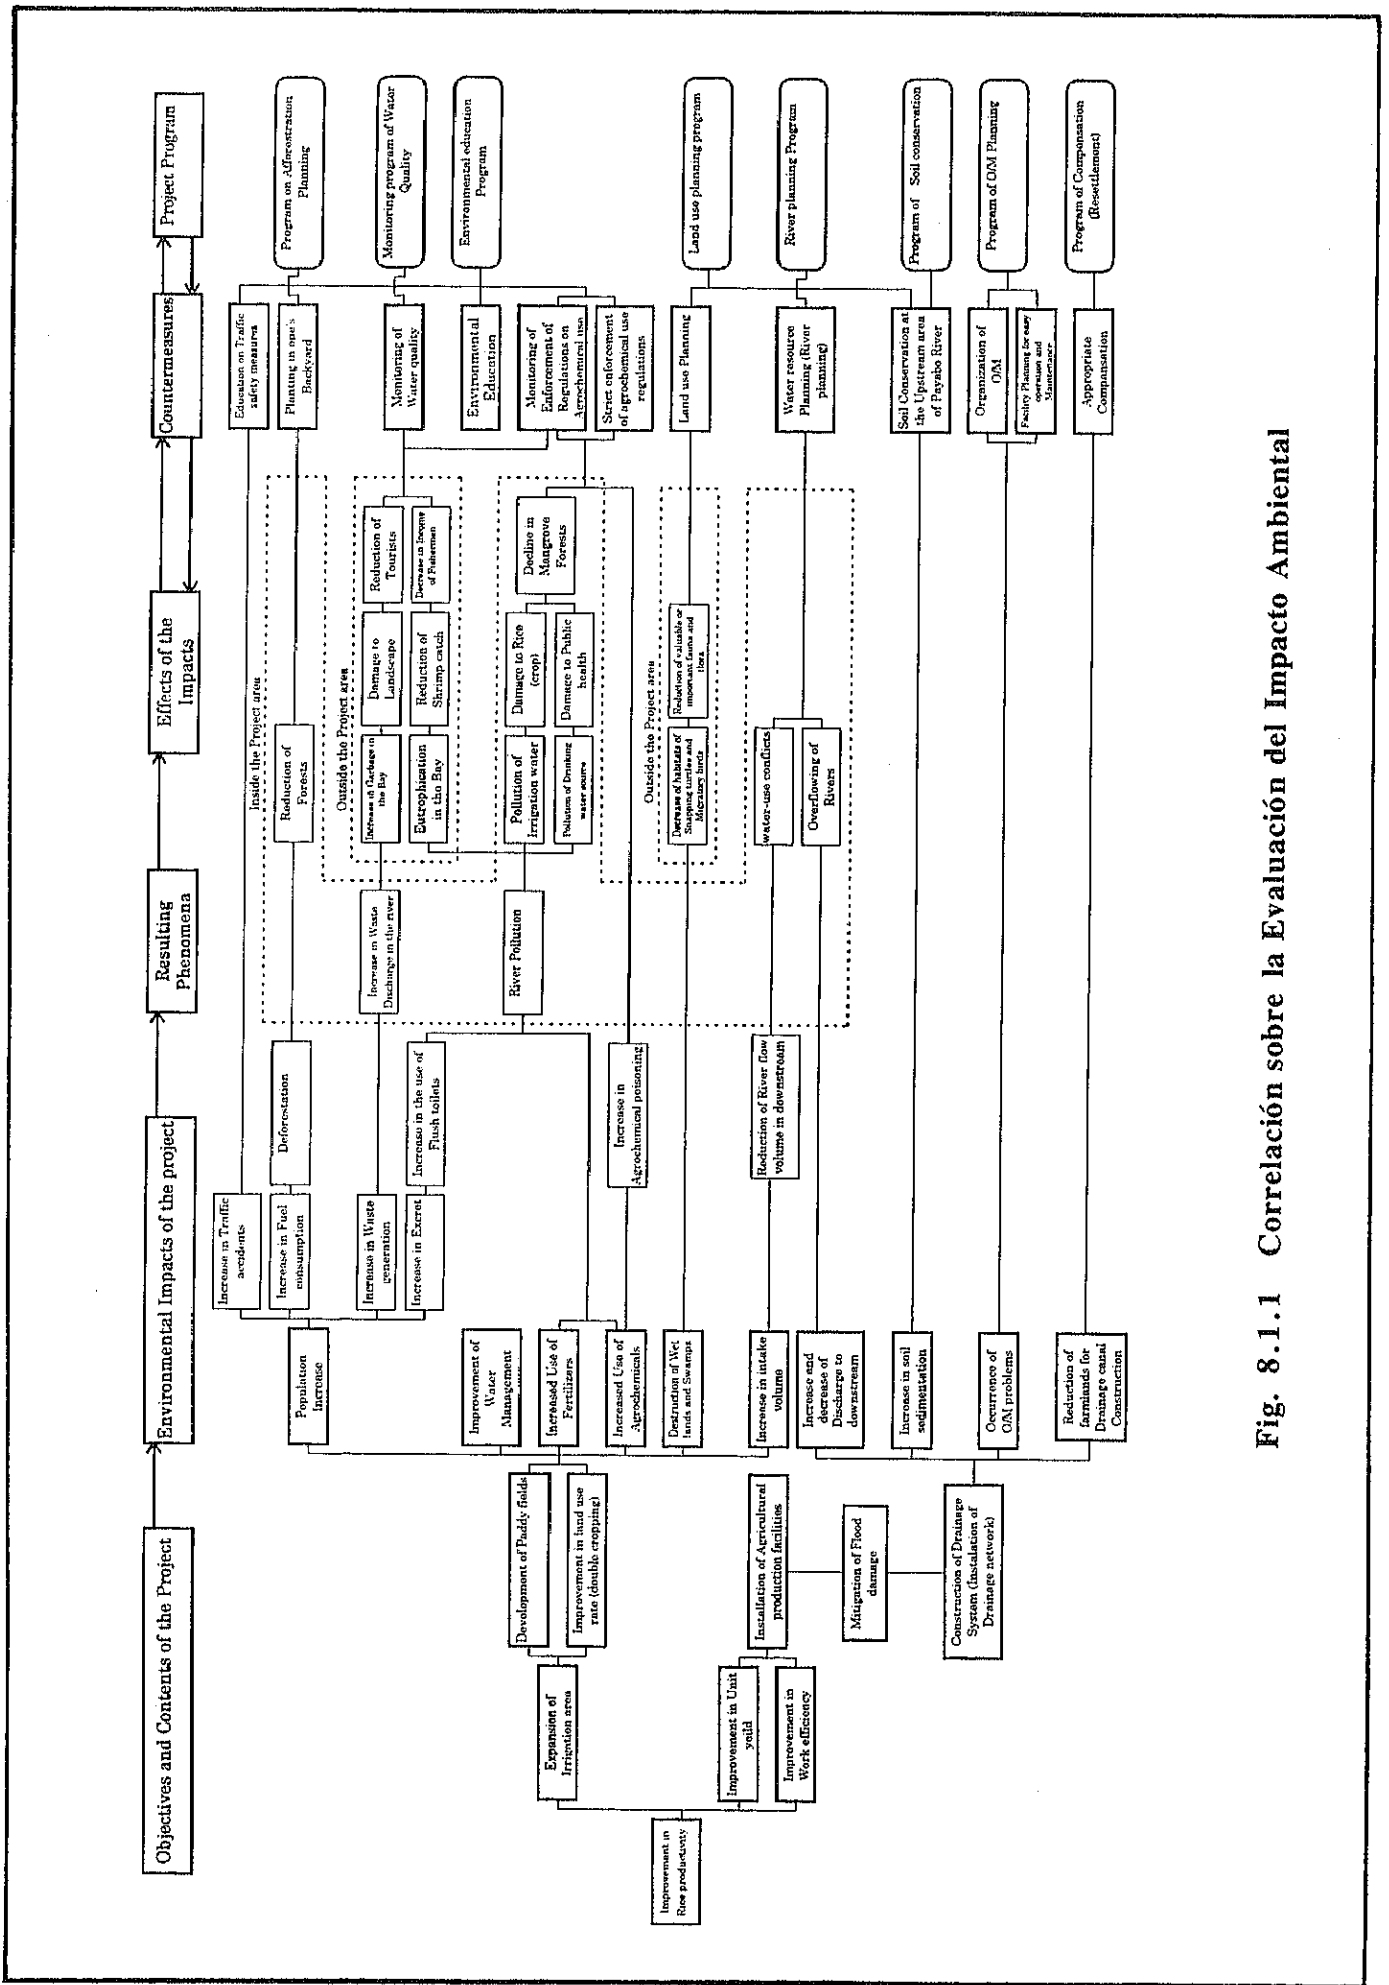 Objectives and Contents of the Project
Environmental Impacts of the project
Resulting
Phenomena
Effects of the
Impacts
Countermeasures
Project Program
Improvement in
Rice productivity
Expansion of
Irrigation area
Improvement in Unit
yeild
Improvement in
Work efficiency
Development of Paddy fields
Improvement in land use
rate (double cropping)
Installation of Agricultural
production facilities
Mitigation of Flood
damage
Construction of Drainage
System (Instalation of
Drainage network)
Population
Increase
Improvement of
Water
Management
Increased Use of
Fertilizers
Increased Use of
Agrochemicals
Destruction of Wet
lands and Swamps
Increase in intake
volume
Increase and
decrease of
Discharge to
downstream
Increase in soil
sedimentation
Occurrence of
O/M problems
Reduction of
farmlands for
Drainage canal
Construction
Increase in Traffic
accidents
Increase in Fuel
consumption
Increase in Waste
generation
Increase in Excret
Deforestation
Increase in the use of
Flush toilets
Increase in
Agrochemical poisoning
Reduction of River flow
volume in downstream
Increase in Waste
Discharge in the river
River Pollution
Inside the Project area
Reduction of
Forests
Outside the Project area
Increase in Garbage in
the Bay
Eutrophication
in the Bay
Damage to
Landscape
Reduction of
Shrimp catch
Reduction of
Tourists
Decrease in Income
of Fishermen
Pollution of
Irrigation water
Pollution of Drinking
water source
Damage to Rice
(crop)
Damage to Public
health
Decline in
Mangrove
Forests
Outside the Project area
Decrease of habitats of
Snapping turtles and
Migratory birds
Reduction of valuable or
important fauna and
flora
water-use conflicts
Overflowing of
Rivers
Education on Traffic
safety measures
Planting in one's
Backyard
Monitoring of
Water quality
Environmental
Education
Monitoring of
Enforcement of
Regulations on
Agrochemical use
Strict enforcement
of agrochemical use
regulations
Land use Planning
Water resource
Planning (River
planning)
Soil Conservation at
the Upstream area
of Payabo River
Organization of
O/M
Facility Planning for easy
operation and
Maintenance
Appropriate
Compansation
Program on Afforestration
Planning
Monitoring program of Water
Quality
Environmental education
Program
Land use planning program
River planning Program
Program of Soil conservation
Program of O/M Planning
Program of Compensation
(Resettlement)
Fig. 8.1.1 Correlación sobre la Evaluación del Impacto Ambiental